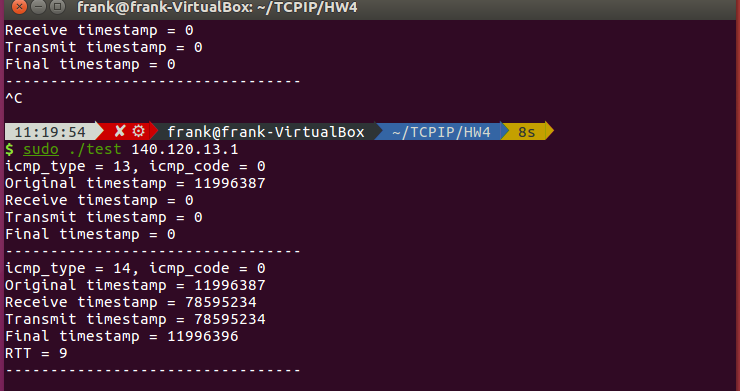 frank@frank-VirtualBox: ~/TCPIP/HW4
Receive timestamp = 0
Transmit timestamp = 0
Final timestamp = 0
---------------------------------
^C
11:19:54 ✘ ⚙ frank@frank-VirtualBox ~/TCPIP/HW4 8s
$ sudo ./test 140.120.13.1
icmp_type = 13, icmp_code = 0
Original timestamp = 11996387
Receive timestamp = 0
Transmit timestamp = 0
Final timestamp = 0
---------------------------------
icmp_type = 14, icmp_code = 0
Original timestamp = 11996387
Receive timestamp = 78595234
Transmit timestamp = 78595234
Final timestamp = 11996396
RTT = 9
---------------------------------